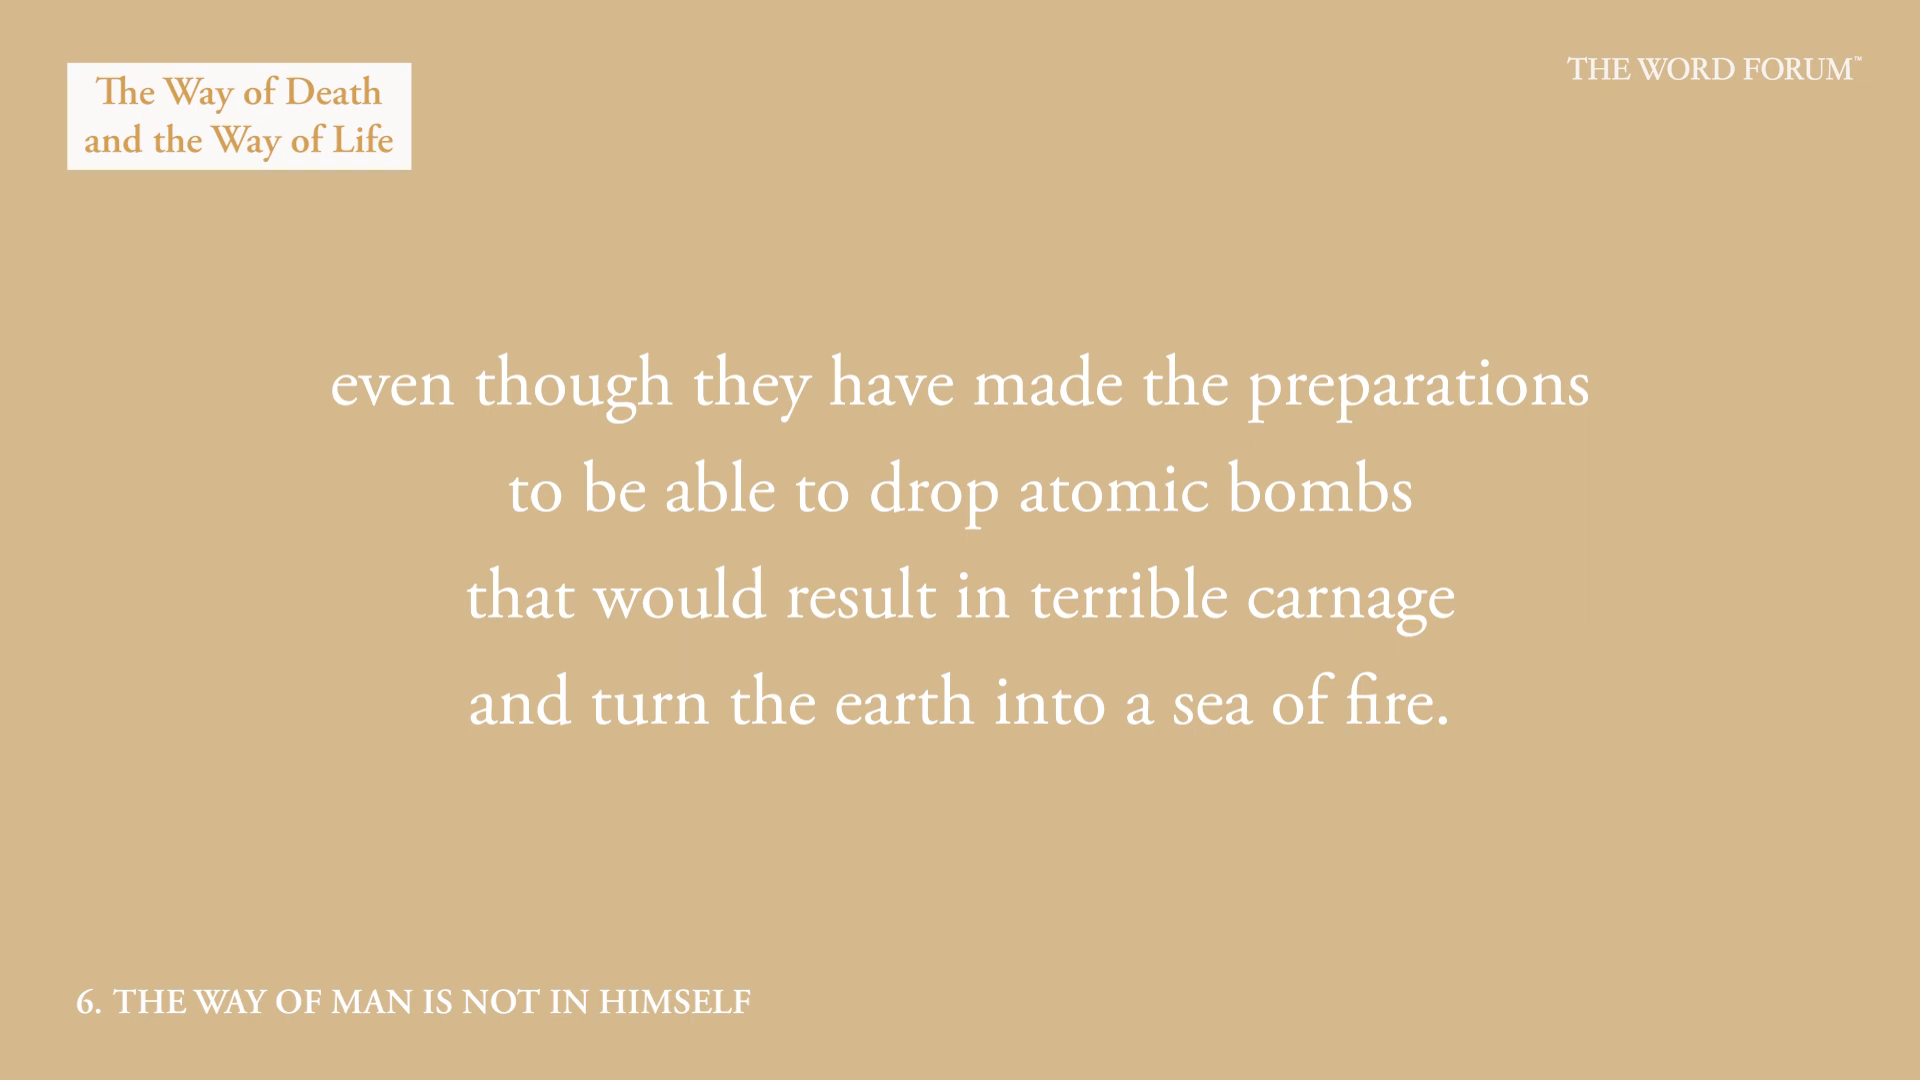 The Way of Death
and the Way of Life
THE WORD FORUM™
even though they have made the preparations
to be able to drop atomic bombs
that would result in terrible carnage
and turn the earth into a sea of fire.
6. THE WAY OF MAN IS NOT IN HIMSELF